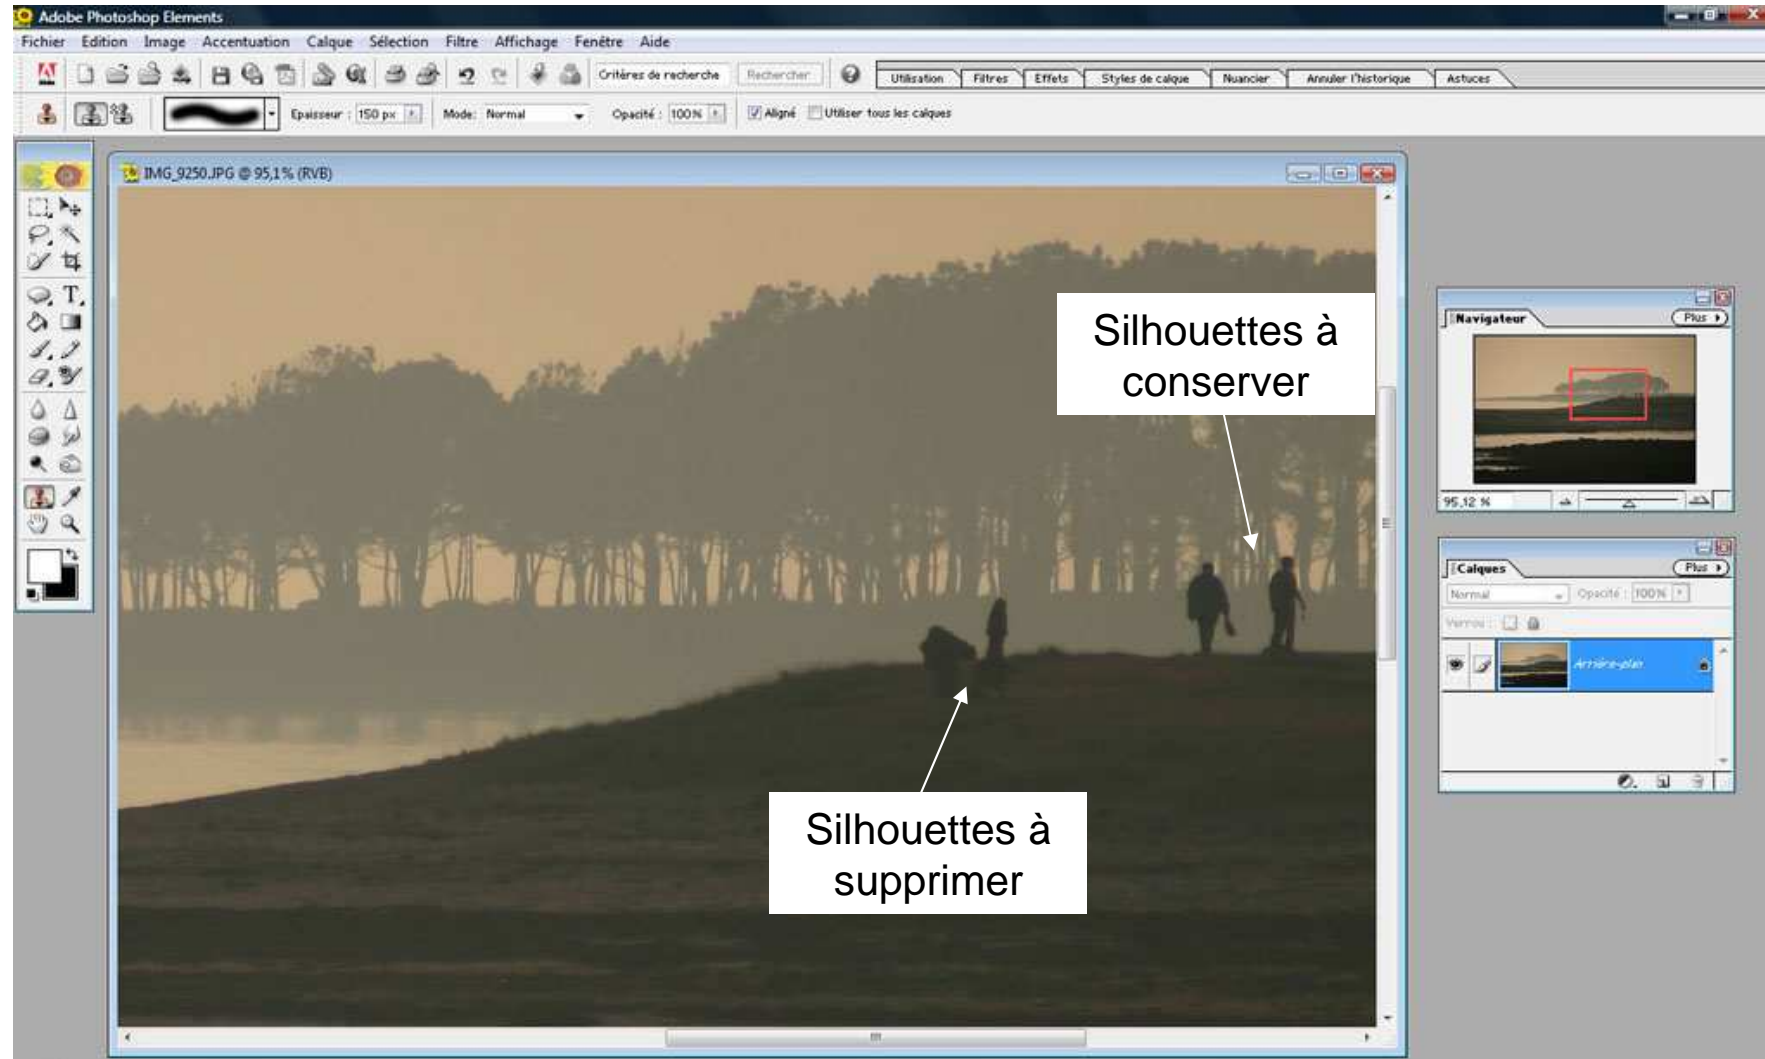 Adobe Photoshop Elements
Fichier Edition Image Accentuation Calque Sélection Filtre Affichage Fenêtre Aide
Critères de recherche Rechercher Utilisation Filtres Effets Styles de calque Nuancier Annuler l'historique Astuces
Epaisseur : 150 px Mode: Normal Opacité : 100% Aligné Utiliser tous les calques
IMG_9250.JPG @ 95,1% (RVB)
Silhouettes à
conserver
Silhouettes à
supprimer
Navigateur Plus
95,12 %
Calques Plus
Normal Opacité : 100%
Verrou :
Arrière-plan